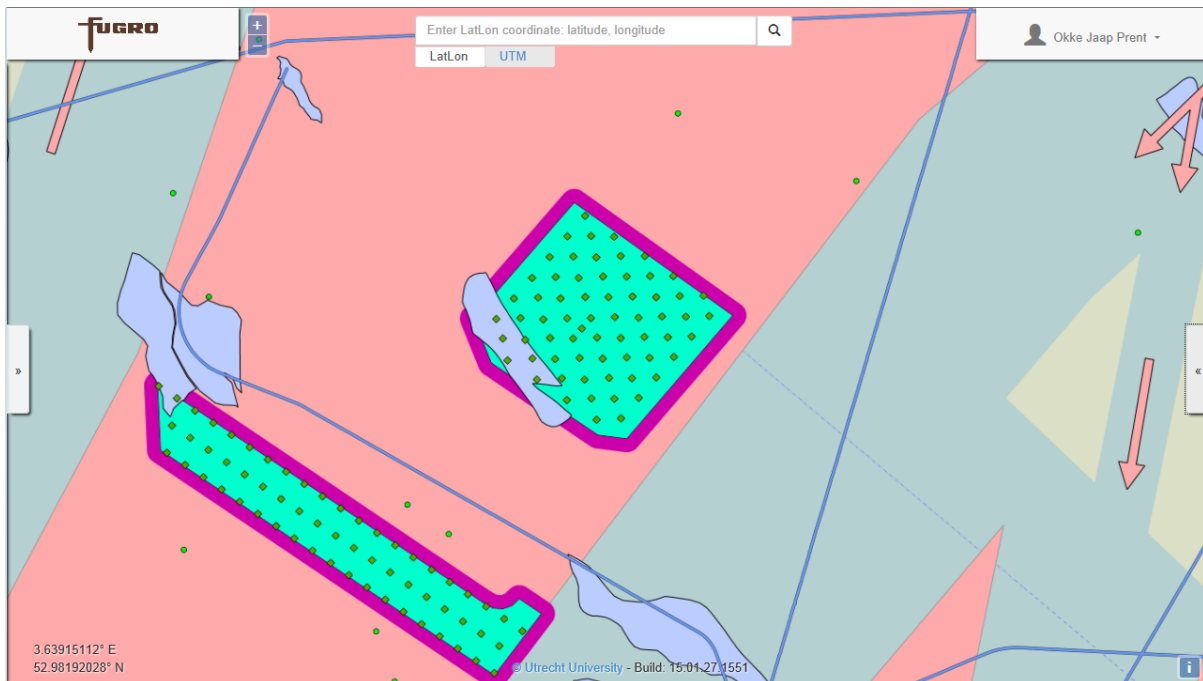 FUGRO
+
Enter LatLon coordinate: latitude, longitude
Okke Jaap Prent
−
LatLon UTM
» «
3.63915112° E
52.98192028° N
© Utrecht University - Build: 15.01.27.1551
i